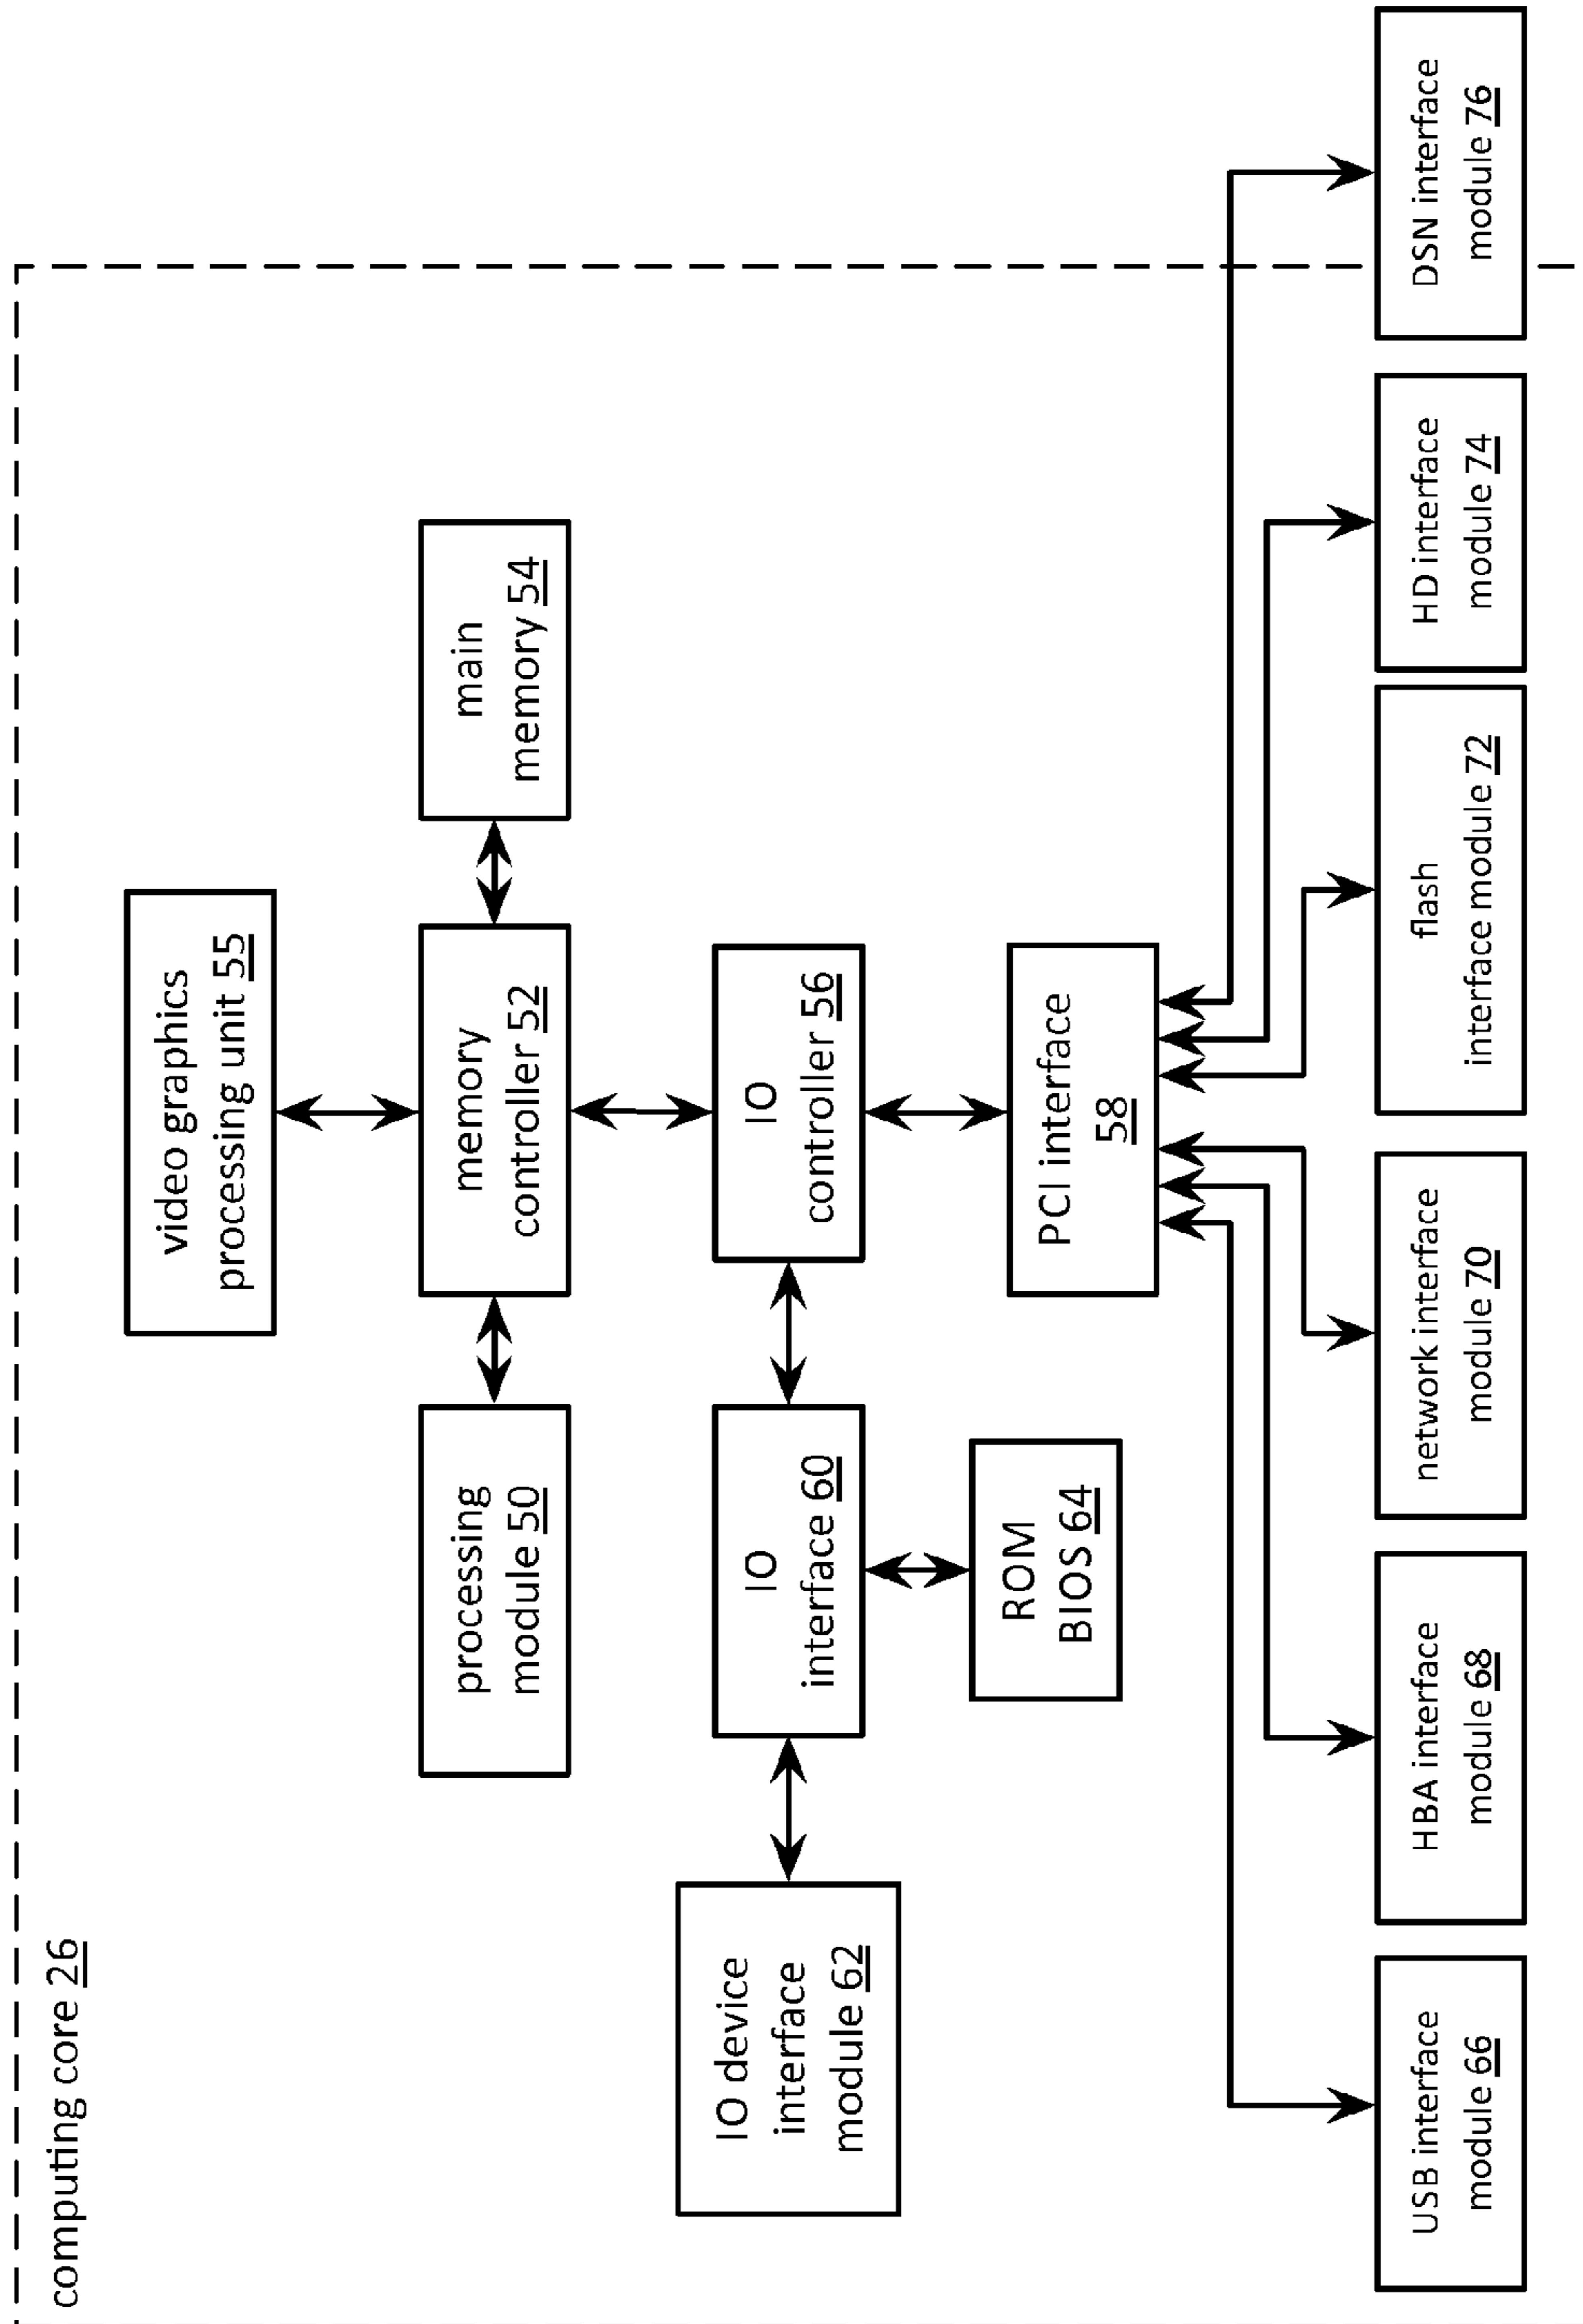 computing core 26
video graphics
processing unit 55
processing
module 50
memory
controller 52
main
memory 54
IO device
interface
module 62
IO
interface 60
IO
controller 56
ROM
BIOS 64
PCI interface
58
USB interface
module 66
HBA interface
module 68
network interface
module 70
flash
interface module 72
HD interface
module 74
DSN interface
module 76